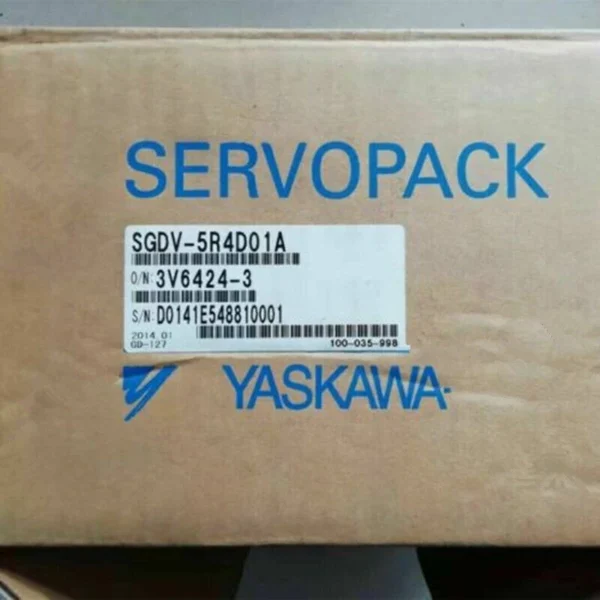 SERVOPACK
SGDV-5R4D01A
O/N: 3V6424-3
S/N: D0141E548810001
2014.01
GD-127 100-035-998
YASKAWA